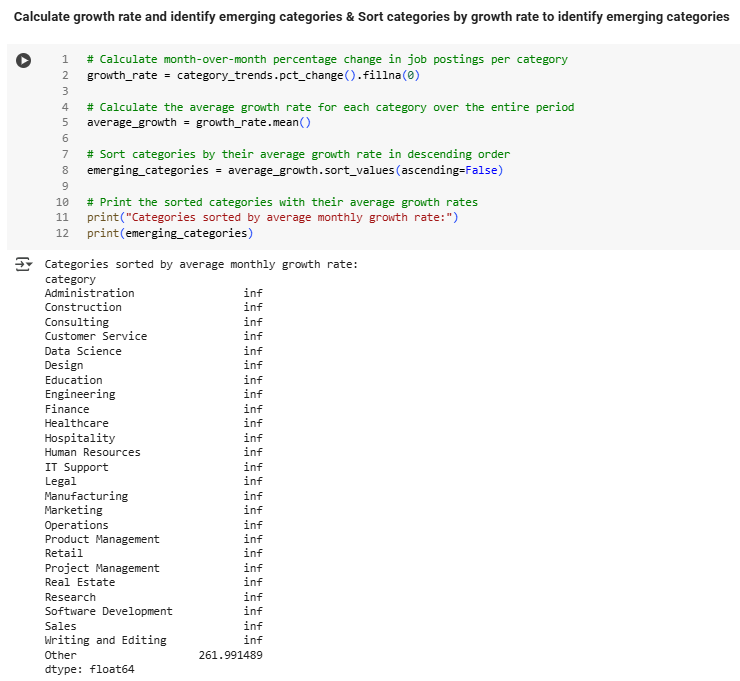 Calculate growth rate and identify emerging categories & Sort categories by growth rate to identify emerging categories
1 # Calculate month-over-month percentage change in job postings per category
2 growth_rate = category_trends.pct_change().fillna(0)
3
4 # Calculate the average growth rate for each category over the entire period
5 average_growth = growth_rate.mean()
6
7 # Sort categories by their average growth rate in descending order
8 emerging_categories = average_growth.sort_values(ascending=False)
9
10 # Print the sorted categories with their average growth rates
11 print("Categories sorted by average monthly growth rate:")
12 print(emerging_categories)
Categories sorted by average monthly growth rate:
category
Administration inf
Construction inf
Consulting inf
Customer Service inf
Data Science inf
Design inf
Education inf
Engineering inf
Finance inf
Healthcare inf
Hospitality inf
Human Resources inf
IT Support inf
Legal inf
Manufacturing inf
Marketing inf
Operations inf
Product Management inf
Retail inf
Project Management inf
Real Estate inf
Research inf
Software Development inf
Sales inf
Writing and Editing inf
Other 261.991489
dtype: float64